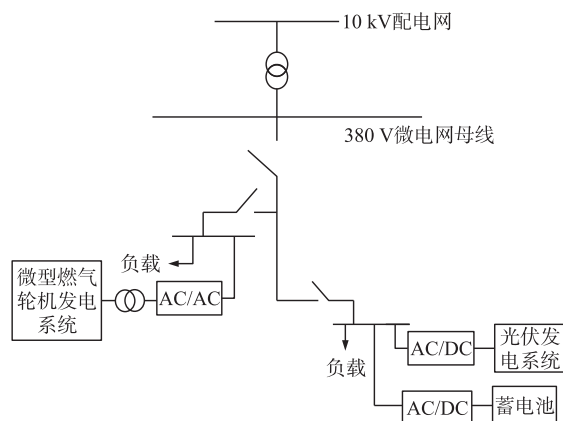 10 kV配电网
380 V微电网母线
负载
微型燃气
轮机发电
系统
AC/AC
负载
AC/DC
光伏发
电系统
AC/DC
蓄电池